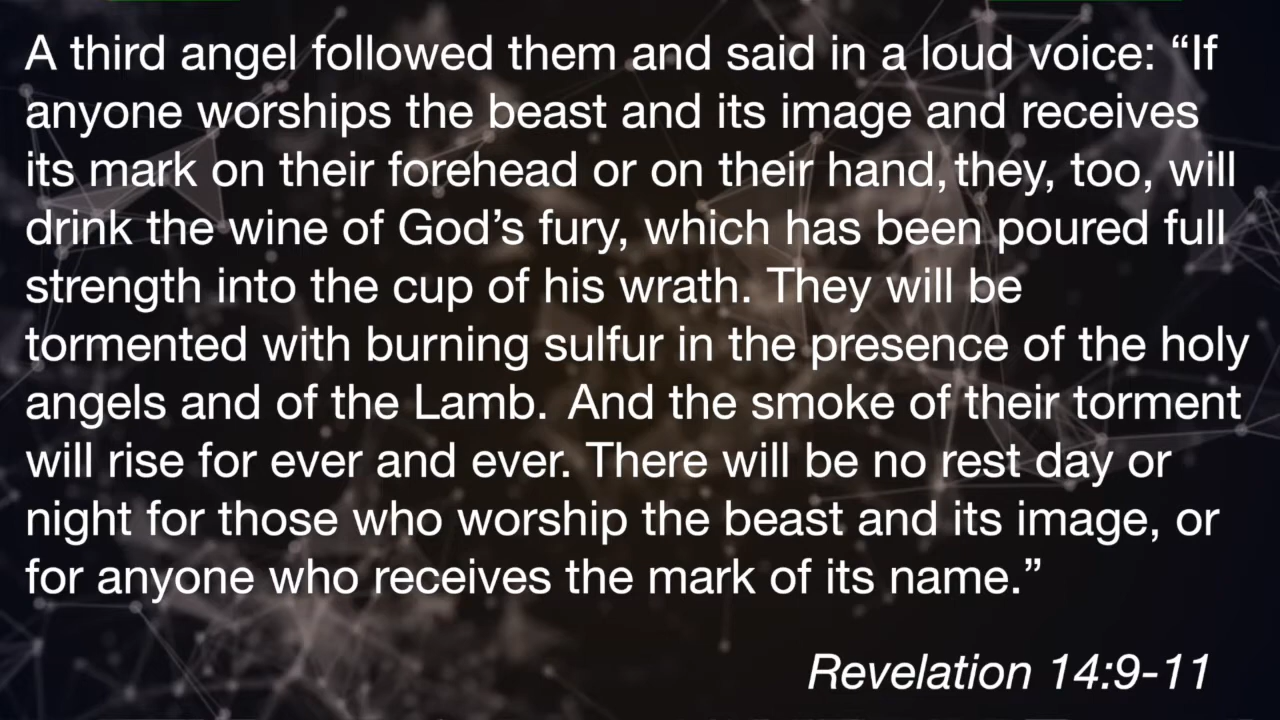 A third angel followed them and said in a loud voice: “If
anyone worships the beast and its image and receives
its mark on their forehead or on their hand, they, too, will
drink the wine of God’s fury, which has been poured full
strength into the cup of his wrath. They will be
tormented with burning sulfur in the presence of the holy
angels and of the Lamb. And the smoke of their torment
will rise for ever and ever. There will be no rest day or
night for those who worship the beast and its image, or
for anyone who receives the mark of its name.”
Revelation 14:9-11